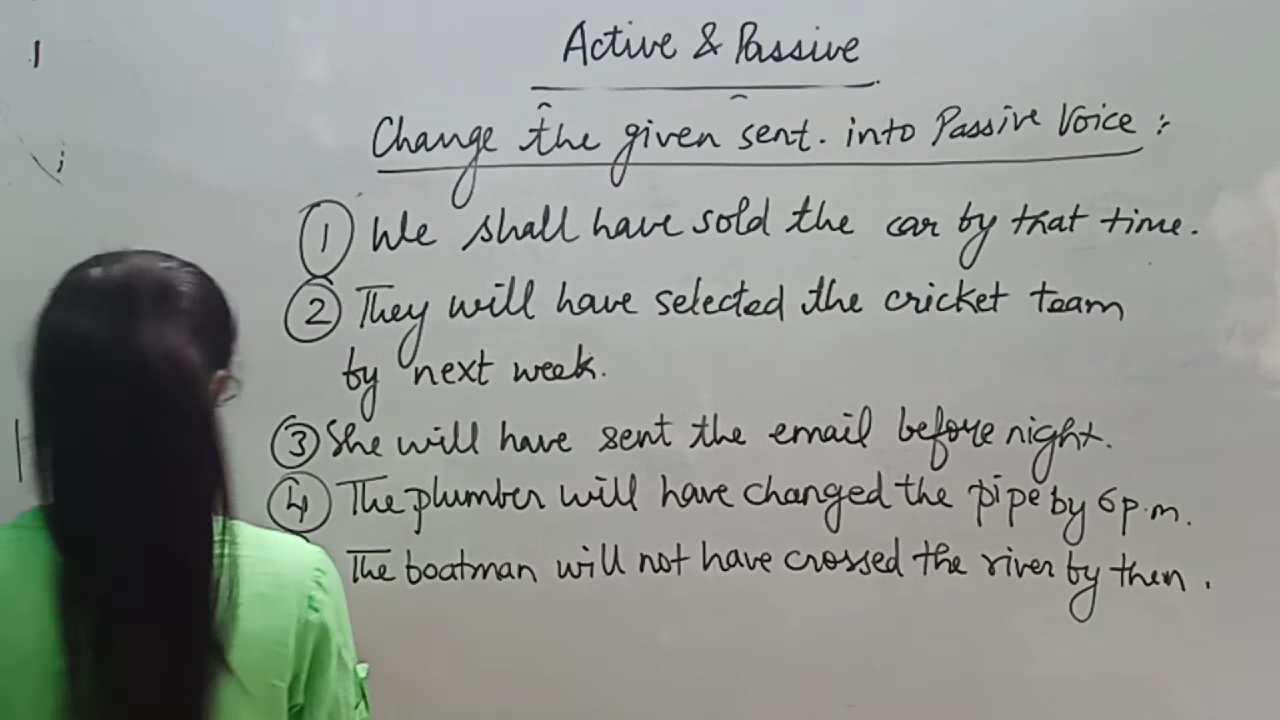 Active & Passive
Change the given sent. into Passive Voice :
1 We shall have sold the car by that time.
2 They will have selected the cricket team
by next week.
3 She will have sent the email before night.
4 The plumber will have changed the pipe by 6 p.m.
The boatman will not have crossed the river by then.